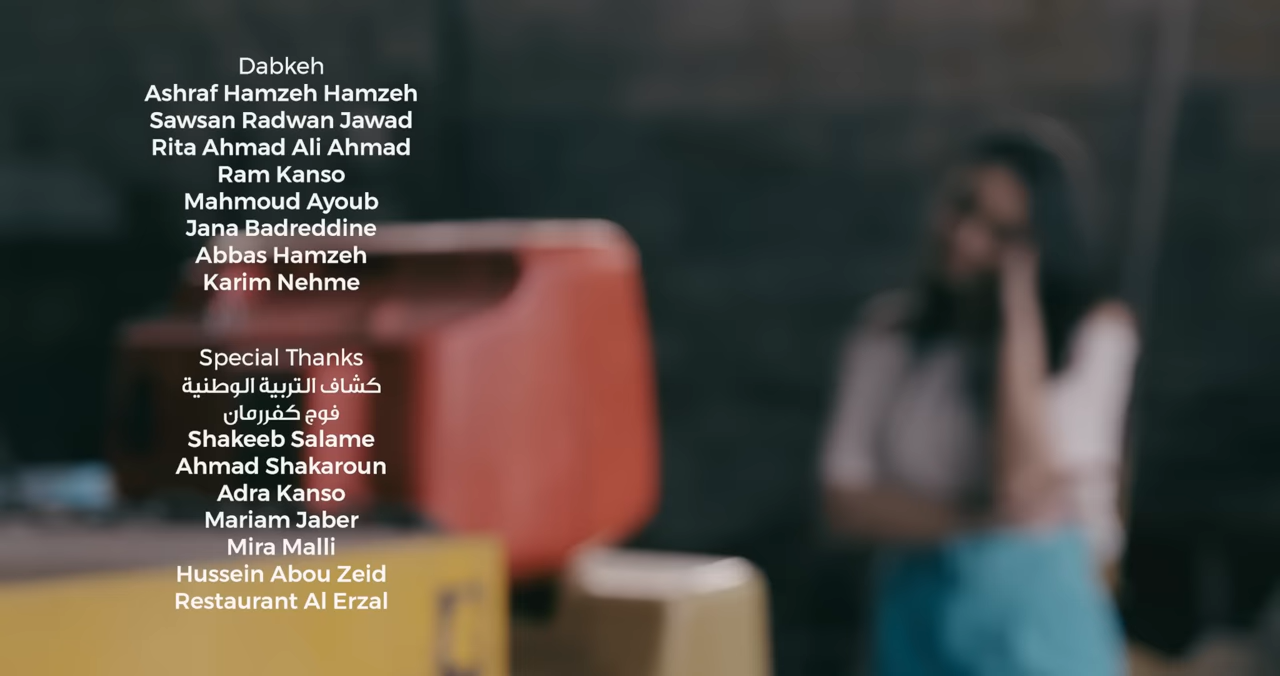 Dabkeh
Ashraf Hamzeh Hamzeh
Sawsan Radwan Jawad
Rita Ahmad Ali Ahmad
Ram Kanso
Mahmoud Ayoub
Jana Badreddine
Abbas Hamzeh
Karim Nehme
Special Thanks
كشاف التربية الوطنية
فوج كفررمان
Shakeeb Salame
Ahmad Shakaroun
Adra Kanso
Mariam Jaber
Mira Malli
Hussein Abou Zeid
Restaurant Al Erzal